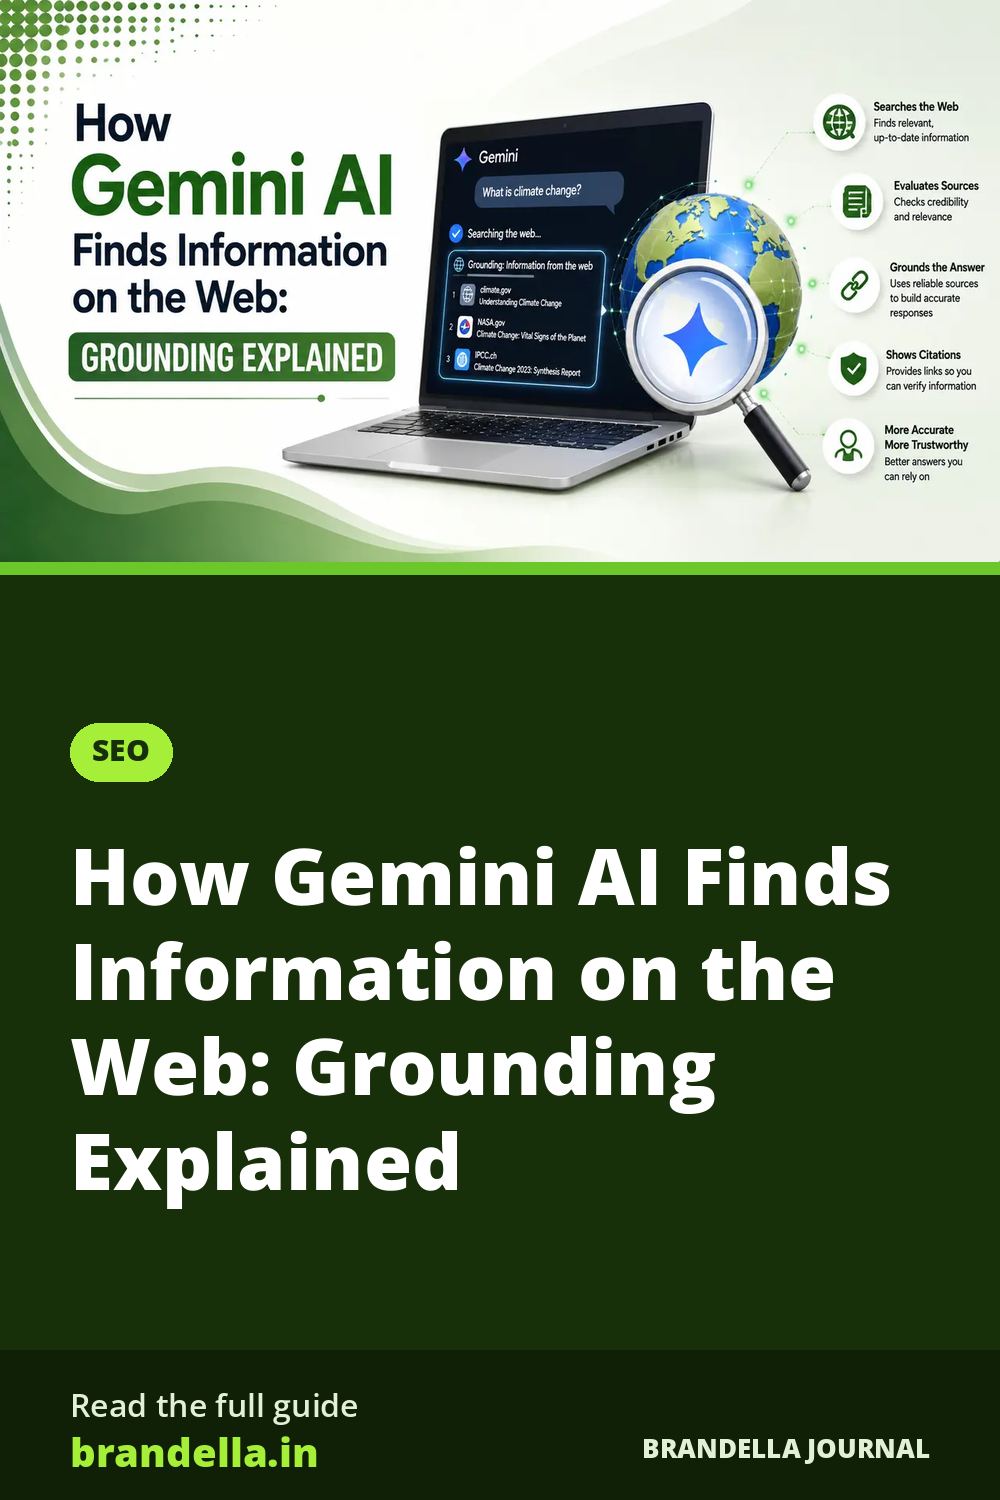 How
Gemini AI
Finds Information
on the Web:
GROUNDING EXPLAINED
Gemini
What is climate change?
Searching the web...
Grounding: Information from the web
1 climate.gov
Understanding Climate Change
2 NASA.gov
Climate Change: Vital Signs of the Planet
3 IPCC.ch
Climate Change 2023: Synthesis Report
Searches the Web
Finds relevant,
up-to-date information
Evaluates Sources
Checks credibility
and relevance
Grounds the Answer
Uses reliable sources
to build accurate
responses
Shows Citations
Provides links so you
can verify information
More Accurate
More Trustworthy
Better answers you
can rely on
SEO
How Gemini AI Finds
Information on the
Web: Grounding
Explained
Read the full guide
brandella.in
BRANDELLA JOURNAL